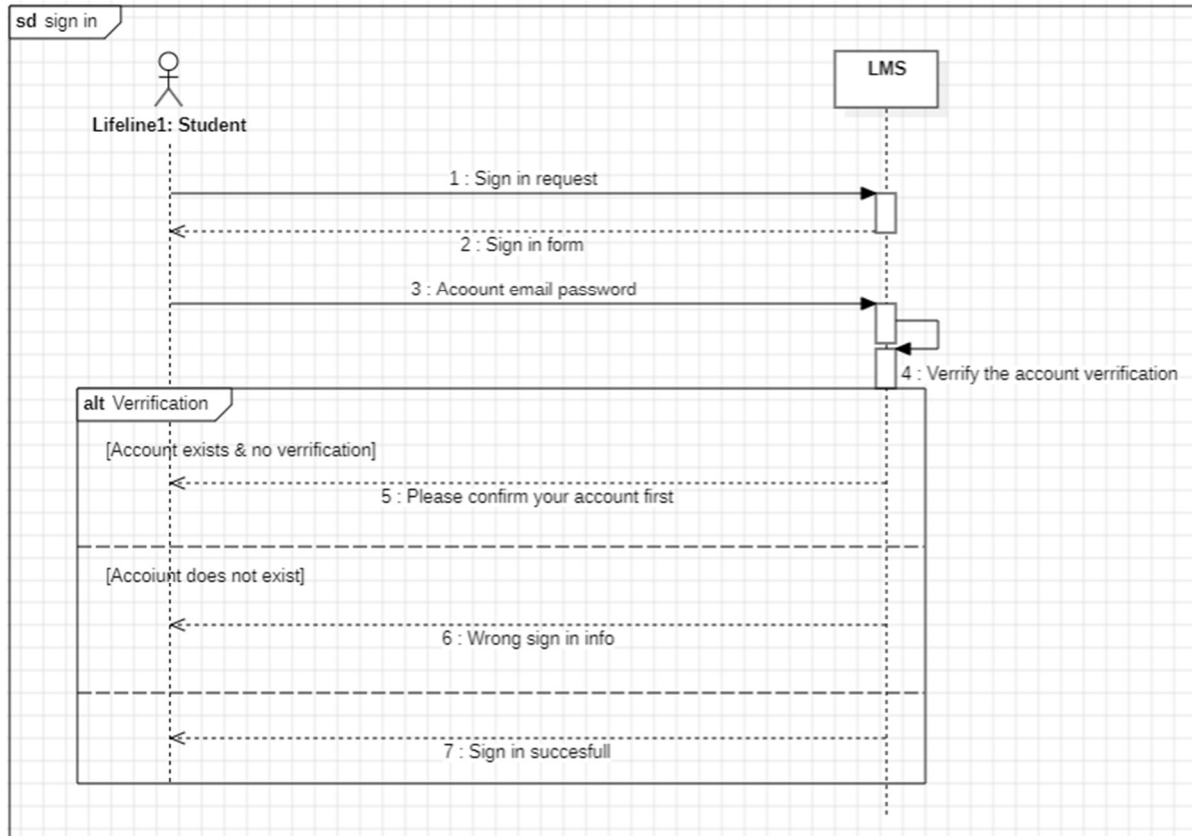 sd sign in
LMS
Lifeline1: Student
1 : Sign in request
2 : Sign in form
3 : Acoount email password
4 : Verrify the account verrification
alt Verrification
[Account exists & no verrification]
5 : Please confirm your account first
[Accoiunt does not exist]
6 : Wrong sign in info
7 : Sign in succesfull